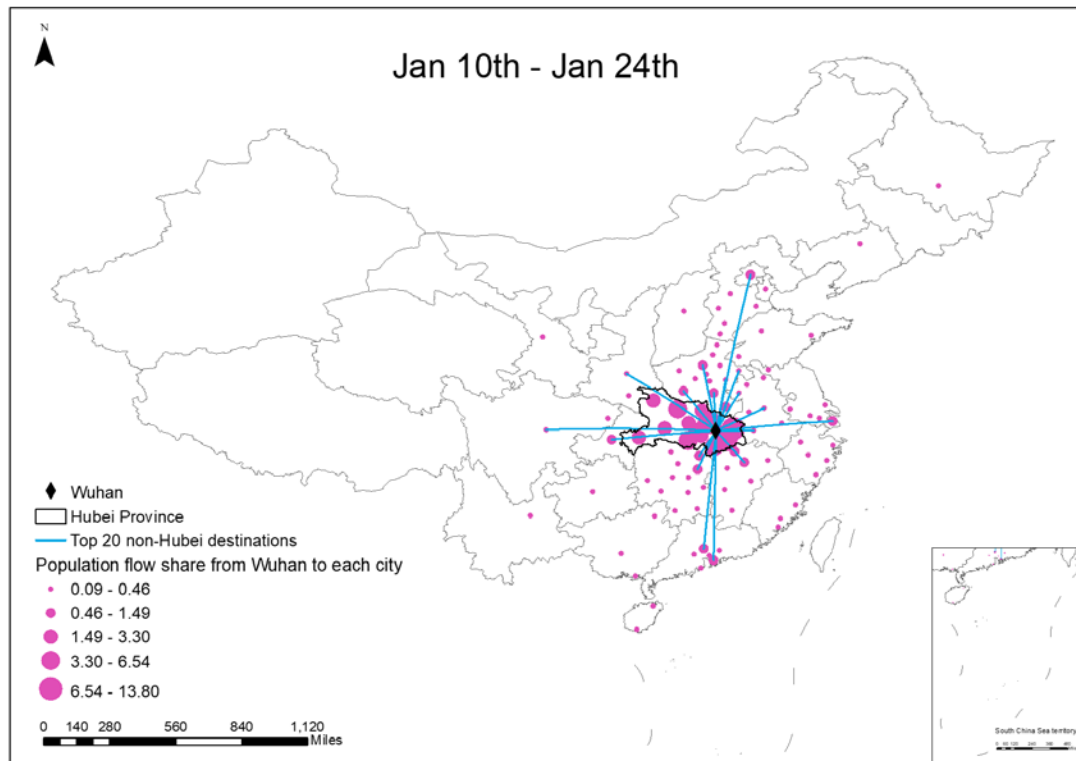 N
Jan 10th - Jan 24th
Wuhan
Hubei Province
Top 20 non-Hubei destinations
Population flow share from Wuhan to each city
0.09 - 0.46
0.46 - 1.49
1.49 - 3.30
3.30 - 6.54
6.54 - 13.80
0 140 280 560 840 1,120
Miles
South China Sea territory